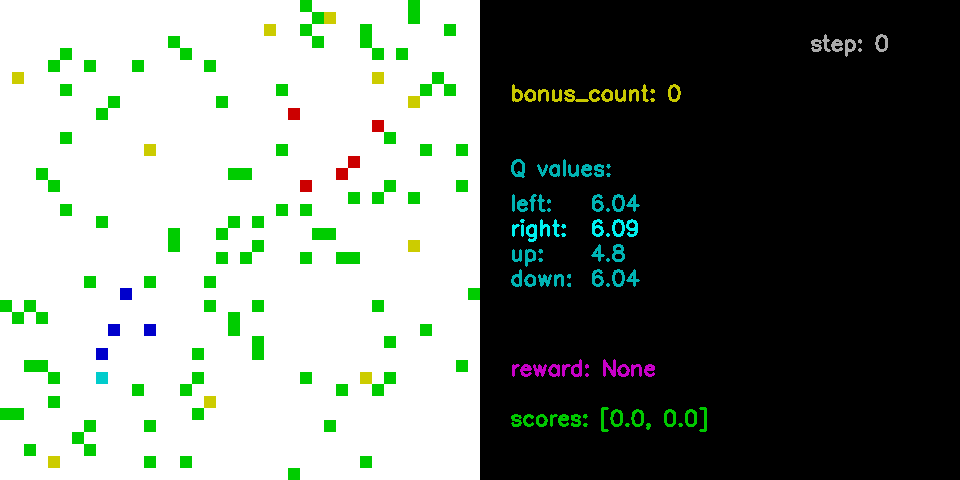 step: 0
bonus_count: 0
Q values:
left: 6.04
right: 6.09
up: 4.8
down: 6.04
reward: None
scores: [0.0, 0.0]